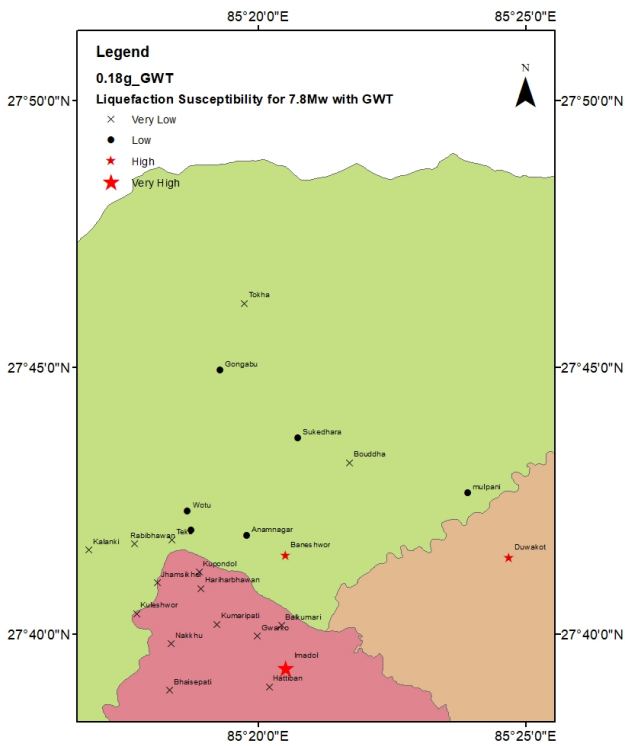 85°20'0"E 85°25'0"E
Legend
0.18g_GWT
Liquefaction Susceptibility for 7.8Mw with GWT
Very Low
Low
High
Very High
N
27°50'0"N 27°50'0"N
Tokha
27°45'0"N 27°45'0"N
Gongabu
Sukedhara
Bouddha
mulpani
Wotu
Rabibhawan
Kalanki
Anamnagar
Baneshwor
Duwakot
Kupondol
Jhamsikhel
Hariharbhawan
Kuleshwor
Kumaripati
Balkumari
27°40'0"N 27°40'0"N
Nakkhu
Gwarko
Imadol
Bhaisepati
Hattiban
85°20'0"E 85°25'0"E